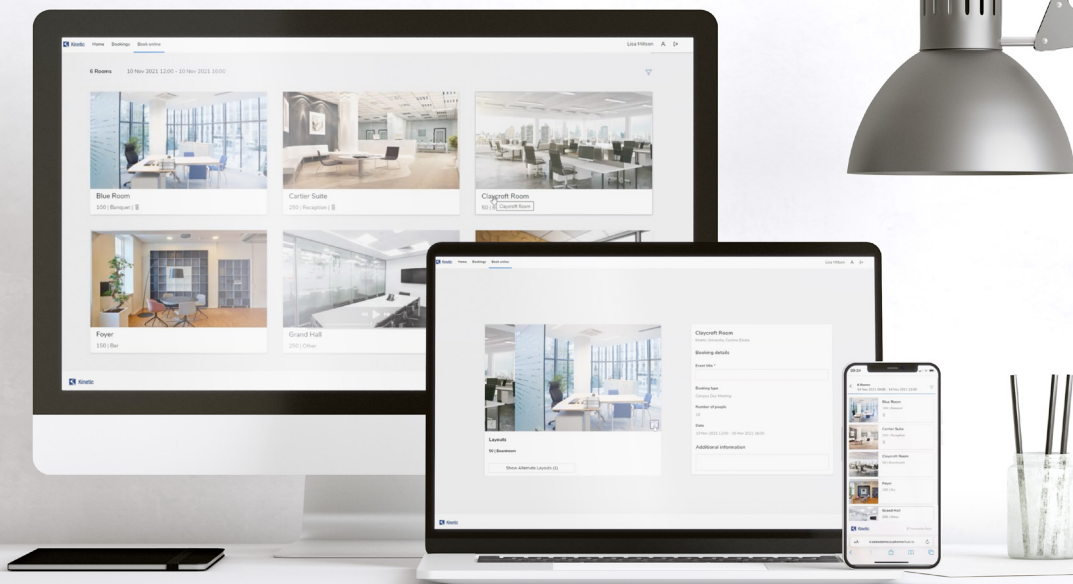 Kinetic Home Bookings Book online Lisa Hittson
6 Rooms 10 Nov 2021 12:00 - 10 Nov 2021 16:00
Blue Room
100 | Banquet |
Cartier Suite
250 | Reception |
Claycroft Room
50 |
Claycroft Room
Foyer
150 | Bar
Grand Hall
250 | Other
Kinetic
Kinetic Home Bookings Book online
Layouts
50 | Boardroom
Show Alternate Layouts (1)
Claycroft Room
Booking details
Event title *
Booking type
Number of people
Date
Additional information
Kinetic
6 Rooms
Blue Room
Cartier Suite
Claycroft Room
Foyer
Grand Hall
Kinetic